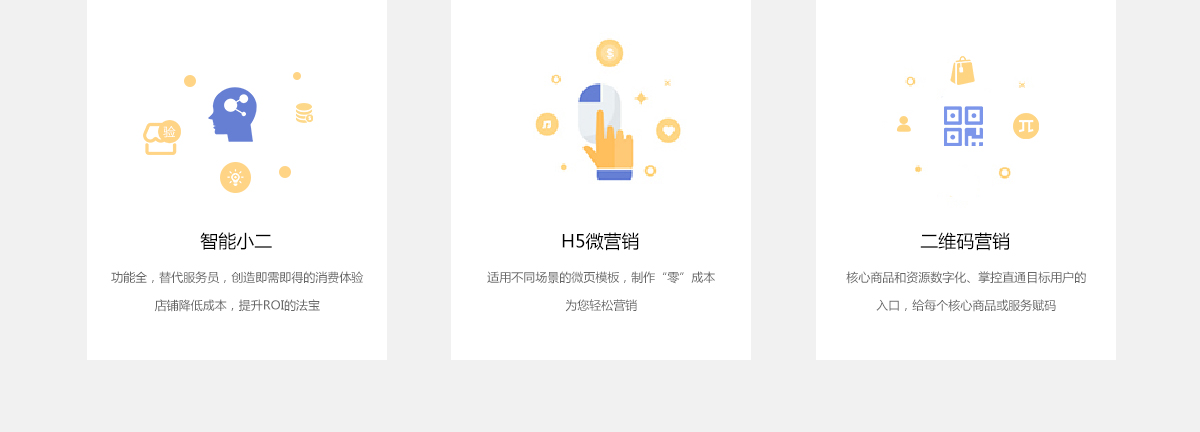 验
智能小二
功能全，替代服务员，创造即需即得的消费体验
店铺降低成本，提升ROI的法宝
H5微营销
适用不同场景的微页模板，制作“零”成本
为您轻松营销
二维码营销
核心商品和资源数字化、掌控直通目标用户的
入口，给每个核心商品或服务赋码